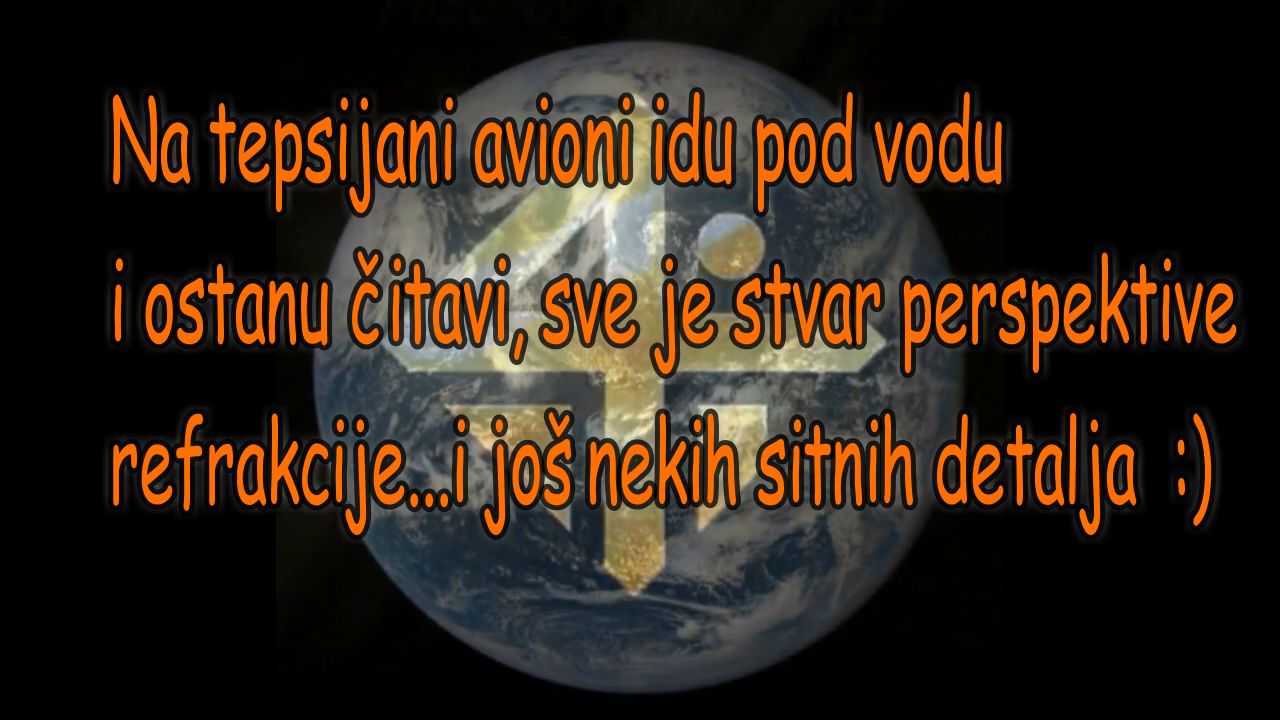 Na tepsijani avioni idu pod vodu
i ostanu čitavi, sve je stvar perspektive
refrakcije...i još nekih sitnih detalja :)